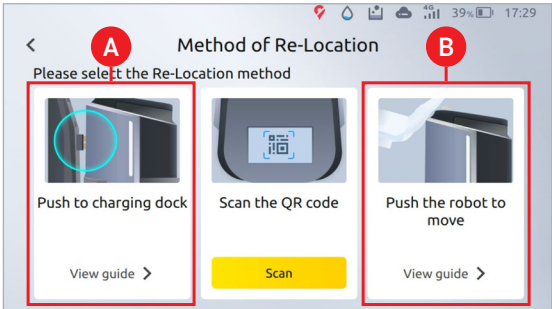 4G 39% 17:29
A B
Method of Re-Location
Please select the Re-Location method
Push to charging dock
View guide
Scan the QR code
Scan
Push the robot to
move
View guide